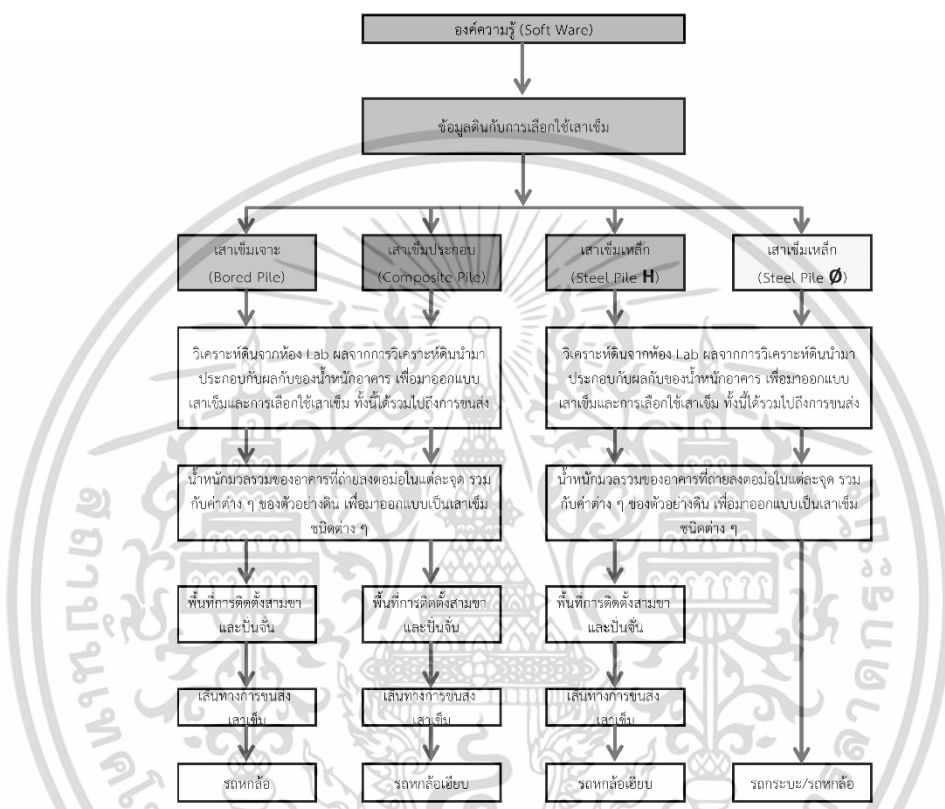 องค์ความรู้ (Soft Ware)
ข้อมูลดินกับการเลือกใช้เสาเข็ม
เสาเข็มเจาะ
(Bored Pile)
เสาเข็มประกอบ
(Composite Pile)
เสาเข็มเหล็ก
(Steel Pile H)
เสาเข็มเหล็ก
(Steel Pile Ø)
วิเคราะห์ดินจากห้อง Lab ผลจากการวิเคราะห์ดินนำมา
ประกอบกับผลกับของน้ำหนักอาคาร เพื่อมาออกแบบ
เสาเข็มและการเลือกใช้เสาเข็ม ทั้งนี้ได้รวมไปถึงการขนส่ง
วิเคราะห์ดินจากห้อง Lab ผลจากการวิเคราะห์ดินนำมา
ประกอบกับผลกับของน้ำหนักอาคาร เพื่อมาออกแบบ
เสาเข็มและการเลือกใช้เสาเข็ม ทั้งนี้ได้รวมไปถึงการขนส่ง
น้ำหนักมวลรวมของอาคารที่ถ่ายลงตอม่อในแต่ละจุด รวม
กับค่าต่าง ๆ ของตัวอย่างดิน เพื่อมาออกแบบเป็นเสาเข็ม
ชนิดต่าง ๆ
น้ำหนักมวลรวมของอาคารที่ถ่ายลงตอม่อในแต่ละจุด รวม
กับค่าต่าง ๆ ของตัวอย่างดิน เพื่อมาออกแบบเป็นเสาเข็ม
ชนิดต่าง ๆ
พื้นที่การติดตั้งสามขา
และปั่นจั่น
พื้นที่การติดตั้งสามขา
และปั่นจั่น
พื้นที่การติดตั้งสามขา
และปั่นจั่น
เส้นทางการขนส่ง
เสาเข็ม
เส้นทางการขนส่ง
เสาเข็ม
เส้นทางการขนส่ง
เสาเข็ม
รถหกล้อ
รถหกล้อเฮียบ
รถหกล้อเฮียบ
รถกระบะ/รถหกล้อ